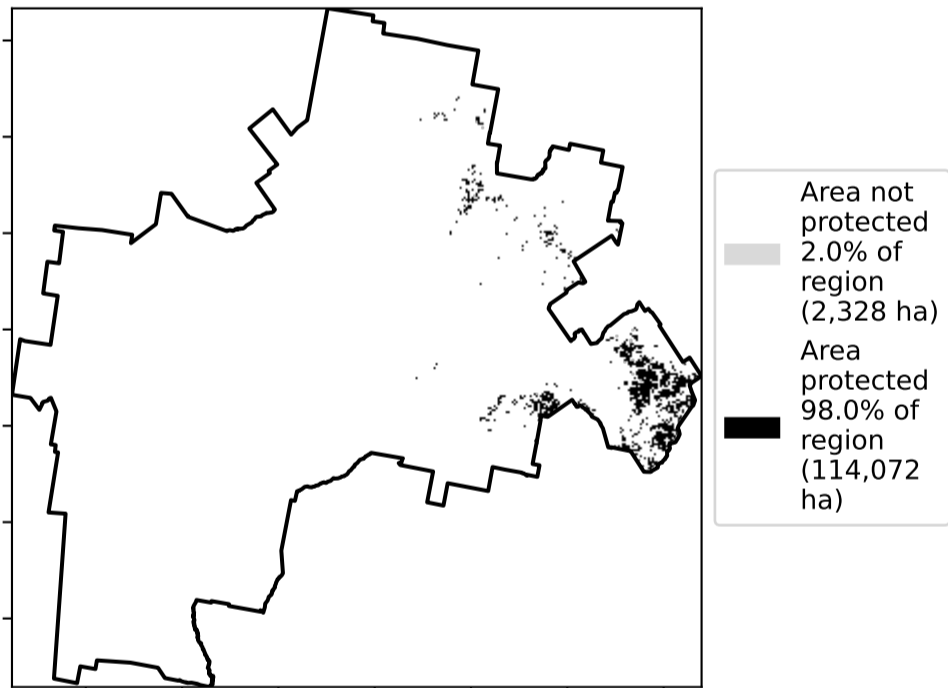 Area not
protected
2.0% of
region
(2,328 ha)
Area
protected
98.0% of
region
(114,072
ha)